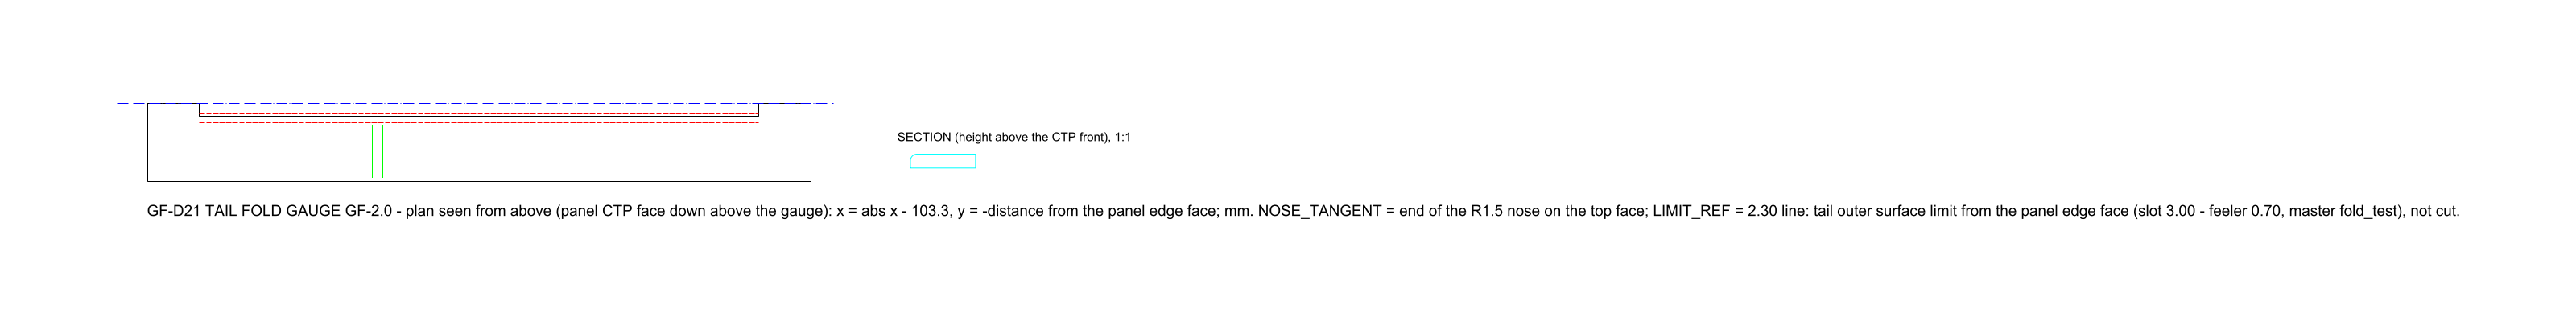 SECTION (height above the CTP front), 1:1
GF-D21 TAIL FOLD GAUGE GF-2.0 - plan seen from above (panel CTP face down above the gauge): x = abs x - 103.3, y = -distance from the panel edge face; mm. NOSE_TANGENT = end of the R1.5 nose on the top face; LIMIT_REF = 2.30 line: tail outer surface limit from the panel edge face (slot 3.00 - feeler 0.70, master fold_test), not cut.